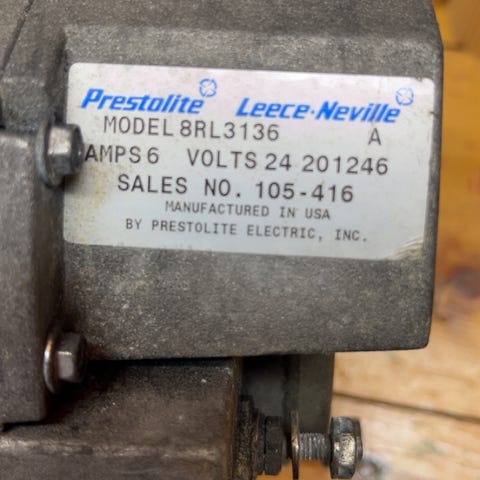 Prestolite Leece-Neville
MODEL 8RL3136 A
AMPS 6 VOLTS 24 201246
SALES NO. 105-416
MANUFACTURED IN USA
BY PRESTOLITE ELECTRIC, INC.